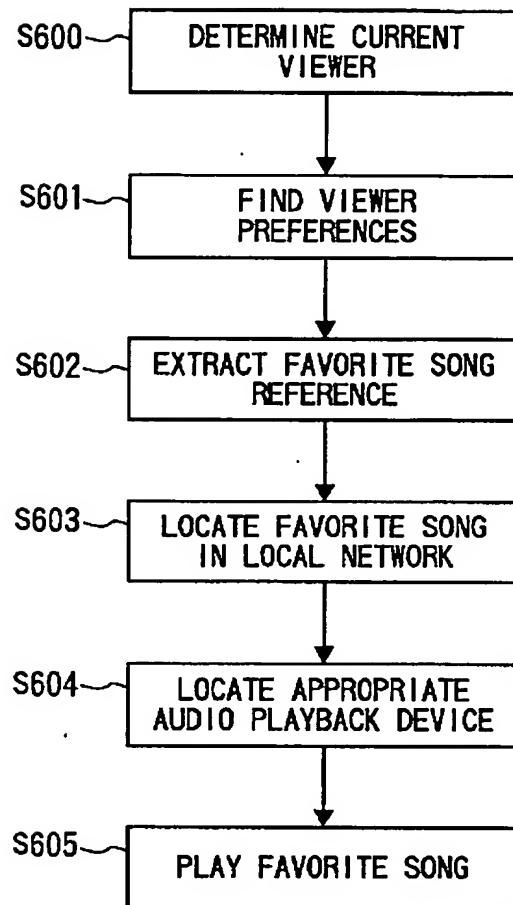 S600
DETERMINE CURRENT
VIEWER
S601
FIND VIEWER
PREFERENCES
S602
EXTRACT FAVORITE SONG
REFERENCE
S603
LOCATE FAVORITE SONG
IN LOCAL NETWORK
S604
LOCATE APPROPRIATE
AUDIO PLAYBACK DEVICE
S605
PLAY FAVORITE SONG